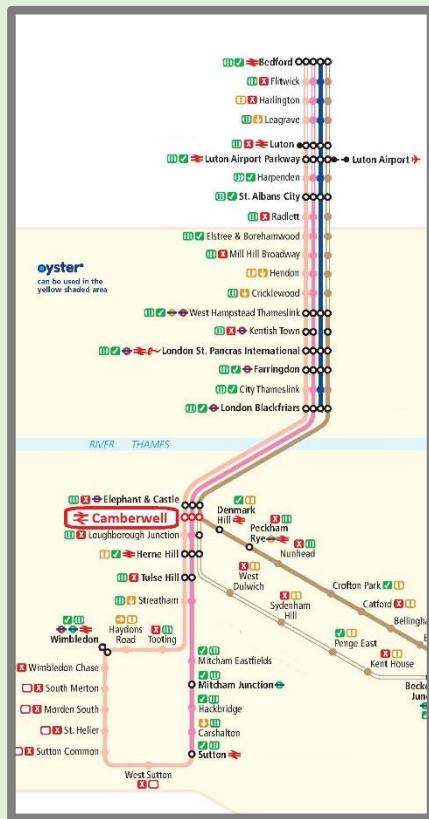 Bedford
Flitwick
Harlington
Leagrave
Luton
Luton Airport Parkway
Luton Airport
Harpenden
St. Albans City
Radlett
Elstree & Borehamwood
Mill Hill Broadway
oyster
can be used in the
yellow shaded area
Hendon
Cricklewood
West Hampstead Thameslink
Kentish Town
London St. Pancras International
Farringdon
City Thameslink
London Blackfriars
RIVER THAMES
Elephant & Castle
Camberwell
Loughborough Junction
Herne Hill
Tulse Hill
Streatham
Denmark
Hill
Peckham
Rye
Nunhead
West
Dulwich
Crofton Park
Sydenham
Hill
Catford
Bellingha
Penge East
Kent House
Beck
Jun
Wimbledon
Haydons
Road
Tooting
Mitcham Eastfields
Wimbledon Chase
South Merton
Mitcham Junction
Morden South
Hackbridge
St. Helier
Carshalton
Sutton Common
Sutton
West Sutton